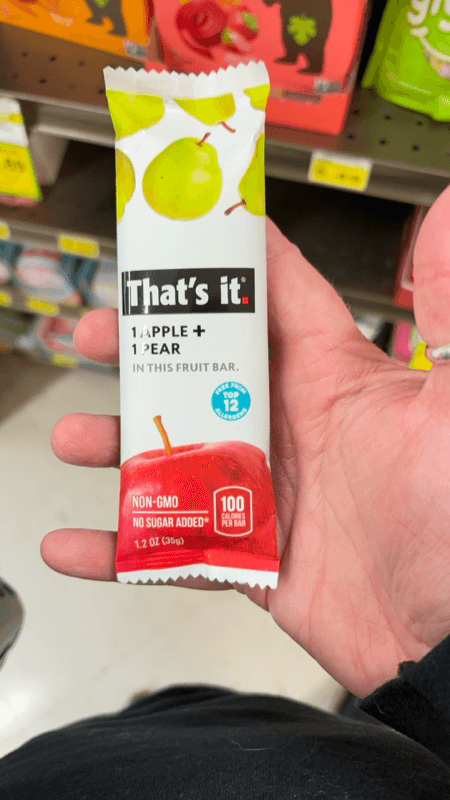 That's it.
1 APPLE +
1 PEAR
IN THIS FRUIT BAR.
FREE FROM
TOP
12
ALLERGENS
NON-GMO
NO SUGAR ADDED*
1.2 OZ (35g)
100
CALORIES
PER BAR